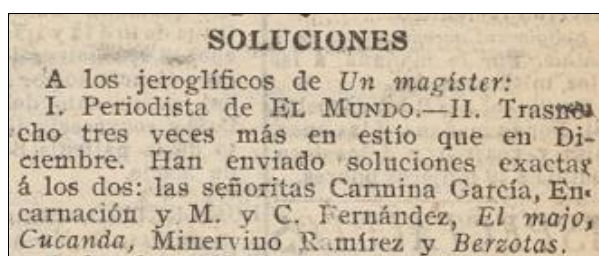 SOLUCIONES
A los jeroglíficos de Un magíster:
I. Periodista de EL MUNDO.—II. Trasno-
cho tres veces más en estío que en Di-
ciembre. Han enviado soluciones exactas
á los dos: las señoritas Carmina García, En-
carnación y M. y C. Fernández, El majo,
Cucanda, Minervino Ramírez y Berzotas.